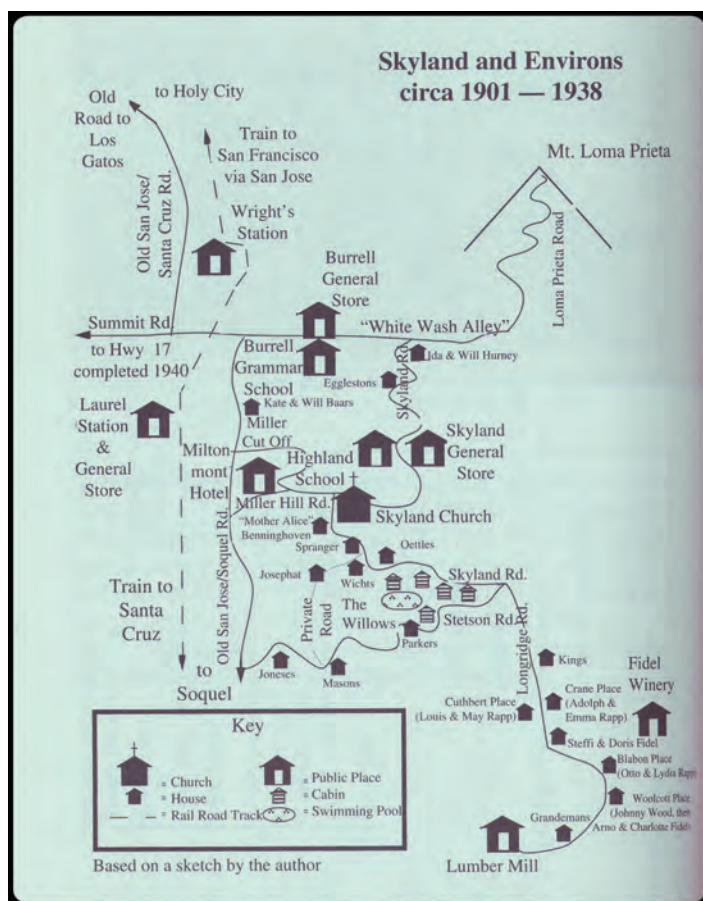 Skyland and Environs
circa 1901 — 1938
to Holy City
Old
Road to
Los
Gatos
Train to
San Francisco
via San Jose
Mt. Loma Prieta
Old San Jose/
Santa Cruz Rd.
Wright's
Station
Loma Prieta Road
Burrell
General
Store
Summit Rd.
"White Wash Alley"
to Hwy 17
completed 1940
Burrell
Grammar
School
Ida & Will Hurney
Egglestons
Skyland Rd.
Kate & Will Baars
Laurel
Station
&
General
Store
Miller
Cut Off
Milton
mont
Hotel
Highland
School
Skyland
General
Store
Miller Hill Rd.
Skyland Church
"Mother Alice"
Benninghoven
Spranger
Oettles
Old San Jose/Soquel Rd.
Josephat
Wichts
Skyland Rd.
Train to
Santa
Cruz
Private
Road
The
Willows
Stetson Rd.
Parkers
Longridge Rd.
to
Soquel
Joneses
Masons
Kings
Fidel
Winery
Crane Place
(Adolph &
Emma Rapp)
Cuthbert Place
(Louis & May Rapp)
Steffi & Doris Fidel
Blabon Place
(Otto & Lydia Rapp)
Woolcott Place
(Johnny Wood, then
Arno & Charlotte Fidel)
Grandemans
Lumber Mill
Key
= Church
= Public Place
= House
= Cabin
= Rail Road Track
= Swimming Pool
Based on a sketch by the author